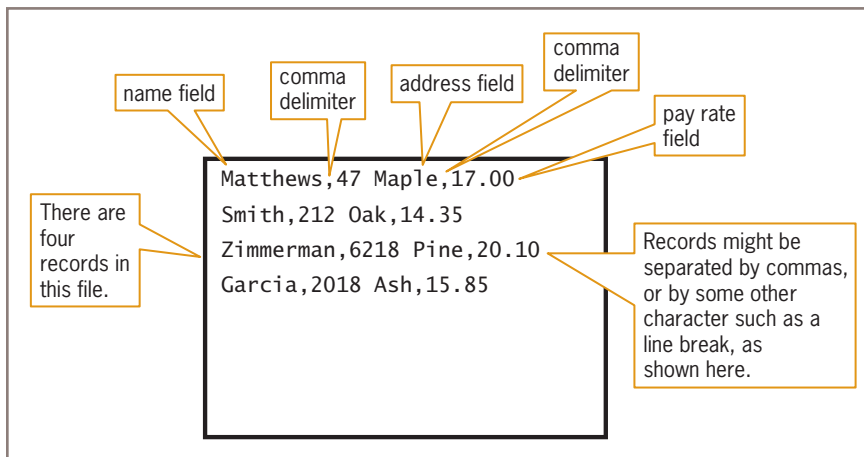 name field
comma
delimiter
address field
comma
delimiter
pay rate
field
There are
four
records in
this file.
Matthews,47 Maple,17.00
Smith,212 Oak,14.35
Zimmerman,6218 Pine,20.10
Garcia,2018 Ash,15.85
Records might be
separated by commas,
or by some other
character such as a
line break, as
shown here.